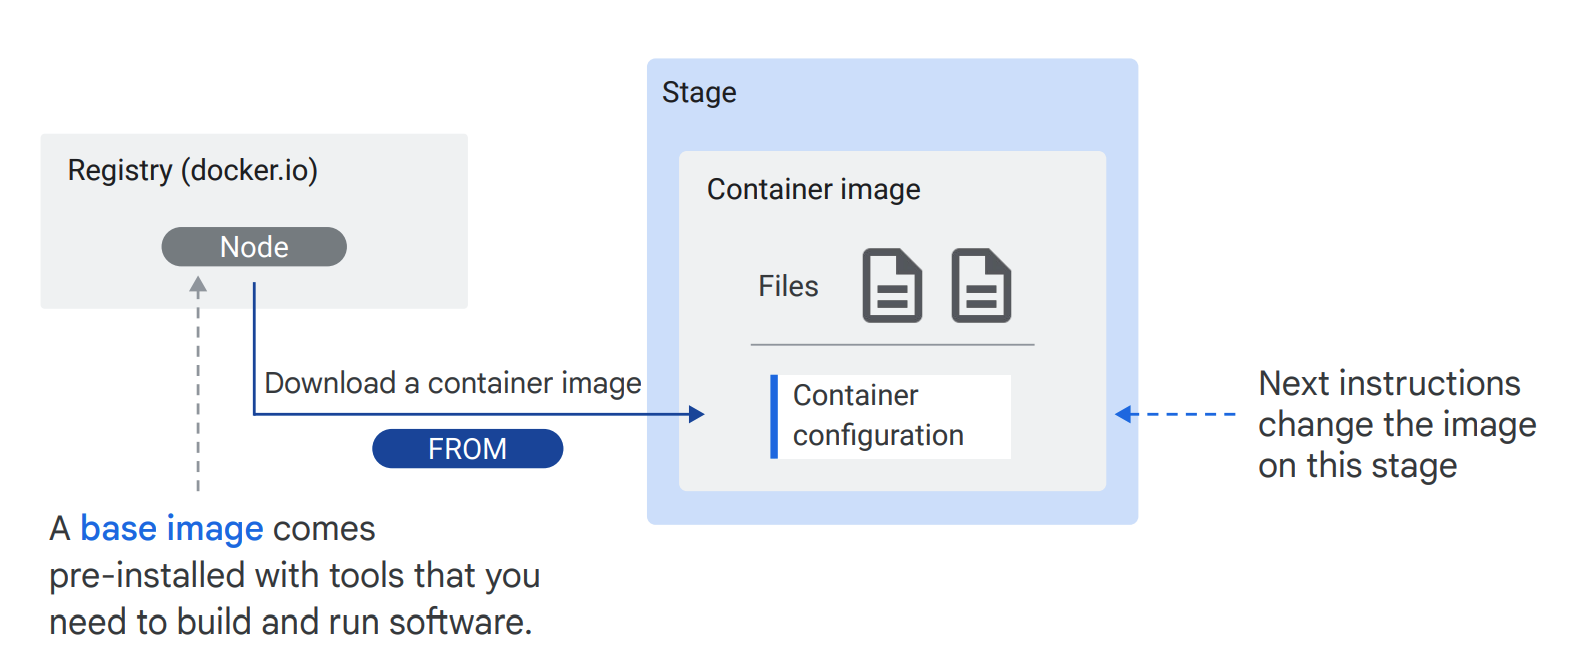 Stage
Registry (docker.io)
Node
Container image
Files
Download a container image
FROM
Container
configuration
Next instructions
change the image
on this stage
A base image comes
pre-installed with tools that you
need to build and run software.